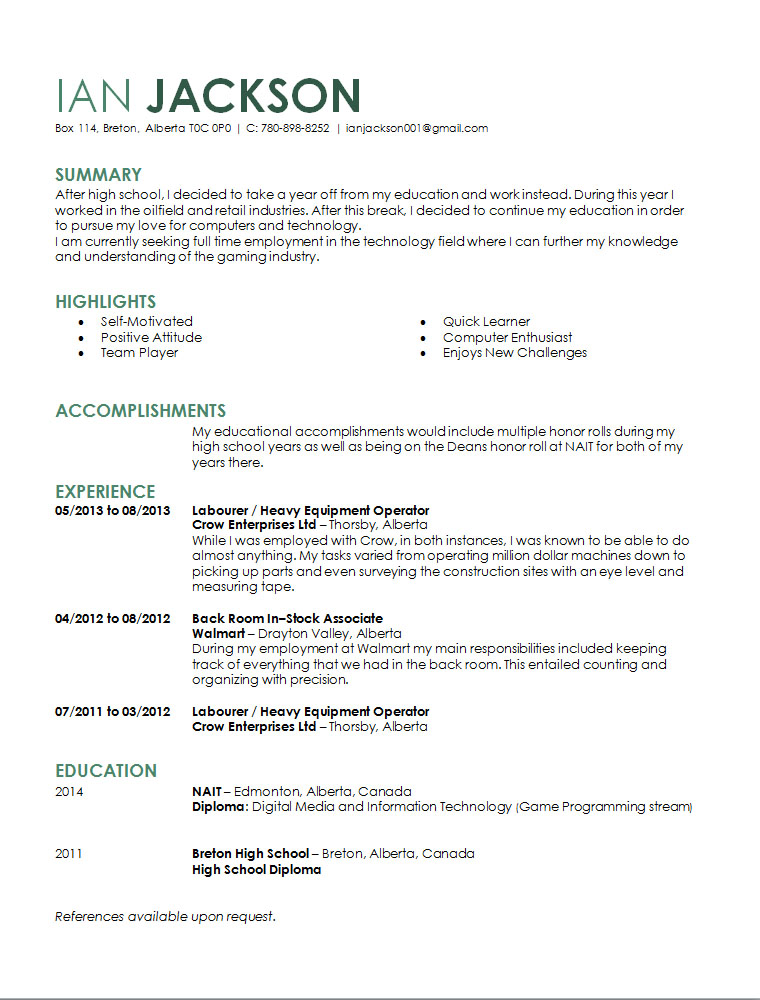 IAN JACKSON
Box 114, Breton, Alberta T0C 0P0 | C: 780-898-8252 | ianjackson001@gmail.com
SUMMARY
After high school, I decided to take a year off from my education and work instead. During this year I
worked in the oilfield and retail industries. After this break, I decided to continue my education in order
to pursue my love for computers and technology.
I am currently seeking full time employment in the technology field where I can further my knowledge
and understanding of the gaming industry.
HIGHLIGHTS
• Self-Motivated
• Positive Attitude
• Team Player
• Quick Learner
• Computer Enthusiast
• Enjoys New Challenges
ACCOMPLISHMENTS
My educational accomplishments would include multiple honor rolls during my
high school years as well as being on the Deans honor roll at NAIT for both of my
years there.
EXPERIENCE
05/2013 to 08/2013 Labourer / Heavy Equipment Operator
Crow Enterprises Ltd – Thorsby, Alberta
While I was employed with Crow, in both instances, I was known to be able to do
almost anything. My tasks varied from operating million dollar machines down to
picking up parts and even surveying the construction sites with an eye level and
measuring tape.
04/2012 to 08/2012 Back Room In–Stock Associate
Walmart – Drayton Valley, Alberta
During my employment at Walmart my main responsibilities included keeping
track of everything that we had in the back room. This entailed counting and
organizing with precision.
07/2011 to 03/2012 Labourer / Heavy Equipment Operator
Crow Enterprises Ltd – Thorsby, Alberta
EDUCATION
2014 NAIT – Edmonton, Alberta, Canada
Diploma: Digital Media and Information Technology (Game Programming stream)
2011 Breton High School – Breton, Alberta, Canada
High School Diploma
References available upon request.